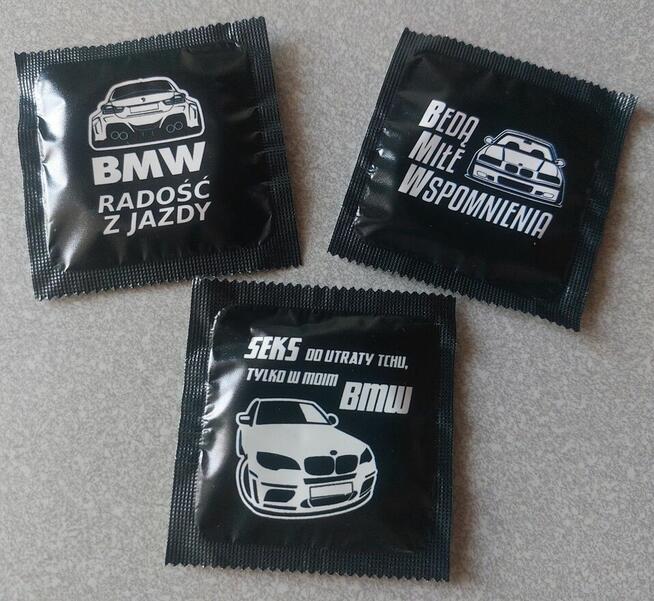 BMW
RADOŚĆ
Z JAZDY
BĘDĄ
MIŁE
WSPOMNIENIA
SEKS DO UTRATY TCHU,
TYLKO W MOIM BMW